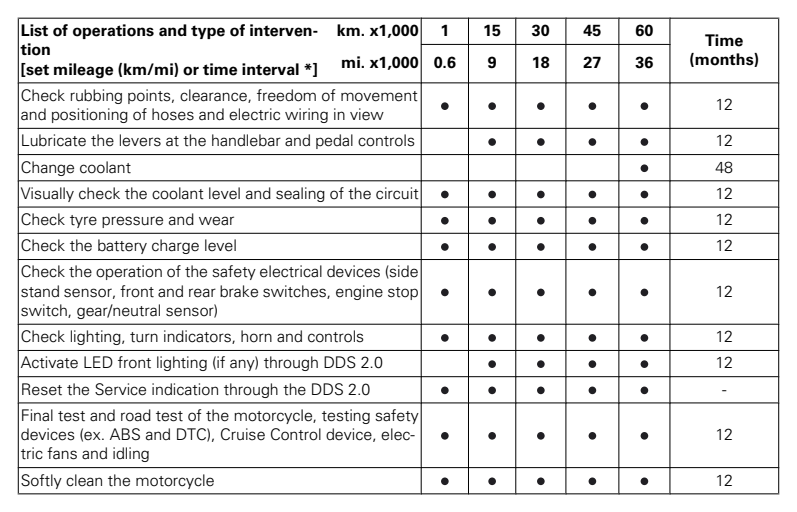 List of operations and type of interven- km. x1,000 1 15 30 45 60 Time (months)
tion
[set mileage (km/mi) or time interval *] mi. x1,000 0.6 9 18 27 36
Check rubbing points, clearance, freedom of movement
and positioning of hoses and electric wiring in view ● ● ● ● ● 12
Lubricate the levers at the handlebar and pedal controls ● ● ● ● 12
Change coolant ● 48
Visually check the coolant level and sealing of the circuit ● ● ● ● ● 12
Check tyre pressure and wear ● ● ● ● ● 12
Check the battery charge level ● ● ● ● ● 12
Check the operation of the safety electrical devices (side
stand sensor, front and rear brake switches, engine stop ● ● ● ● ● 12
switch, gear/neutral sensor)
Check lighting, turn indicators, horn and controls ● ● ● ● ● 12
Activate LED front lighting (if any) through DDS 2.0 ● ● ● ● 12
Reset the Service indication through the DDS 2.0 ● ● ● ● ● -
Final test and road test of the motorcycle, testing safety
devices (ex. ABS and DTC), Cruise Control device, elec- ● ● ● ● ● 12
tric fans and idling
Softly clean the motorcycle ● ● ● ● ● 12